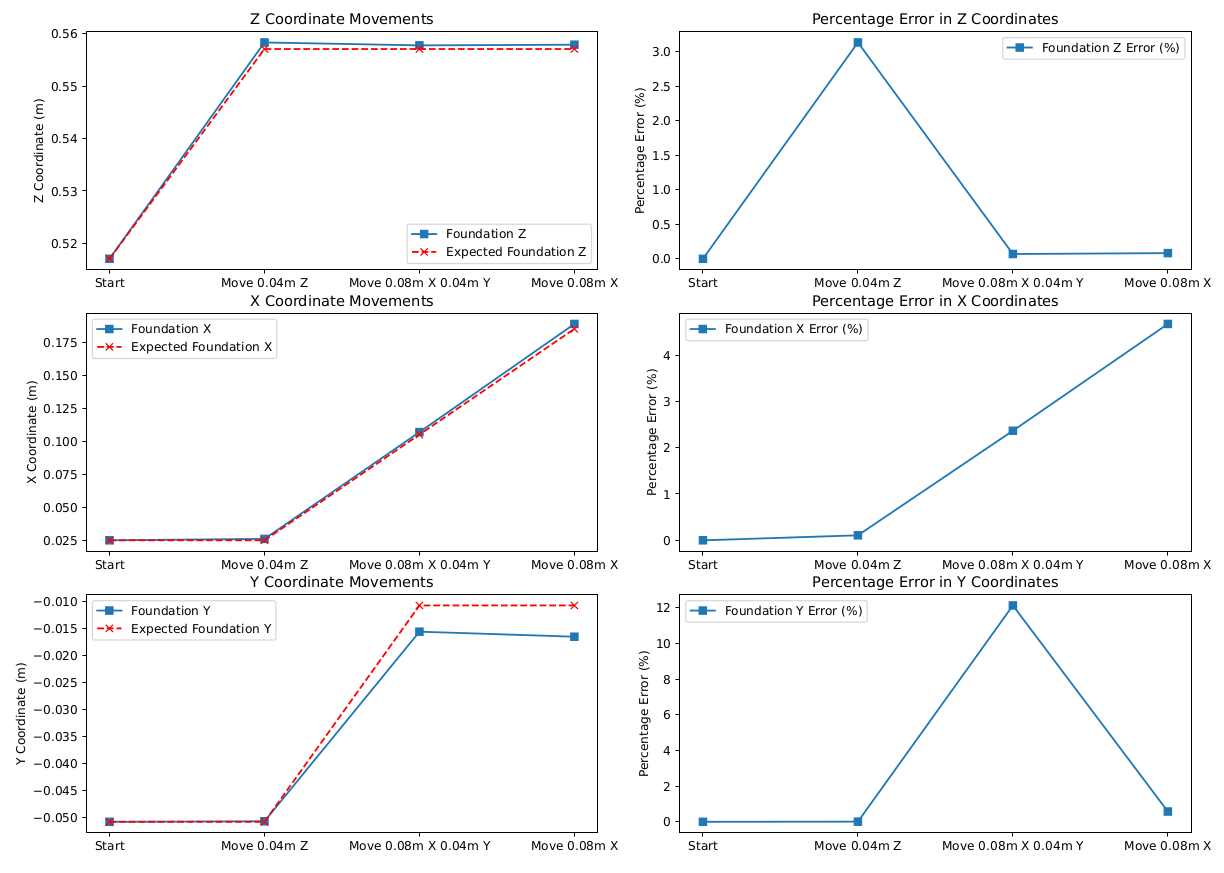 Z Coordinate Movements
Z Coordinate (m)
0.56
0.55
0.54
0.53
0.52
Foundation Z
Expected Foundation Z
Start
Move 0.04m Z
Move 0.08m X 0.04m Y
Move 0.08m X
Percentage Error in Z Coordinates
Percentage Error (%)
3.0
2.5
2.0
1.5
1.0
0.5
0.0
Foundation Z Error (%)
Start
Move 0.04m Z
Move 0.08m X 0.04m Y
Move 0.08m X
X Coordinate Movements
X Coordinate (m)
0.175
0.150
0.125
0.100
0.075
0.050
0.025
Foundation X
Expected Foundation X
Start
Move 0.04m Z
Move 0.08m X 0.04m Y
Move 0.08m X
Percentage Error in X Coordinates
Percentage Error (%)
4
3
2
1
0
Foundation X Error (%)
Start
Move 0.04m Z
Move 0.08m X 0.04m Y
Move 0.08m X
Y Coordinate Movements
Y Coordinate (m)
−0.010
−0.015
−0.020
−0.025
−0.030
−0.035
−0.040
−0.045
−0.050
Foundation Y
Expected Foundation Y
Start
Move 0.04m Z
Move 0.08m X 0.04m Y
Move 0.08m X
Percentage Error in Y Coordinates
Percentage Error (%)
12
10
8
6
4
2
0
Foundation Y Error (%)
Start
Move 0.04m Z
Move 0.08m X 0.04m Y
Move 0.08m X